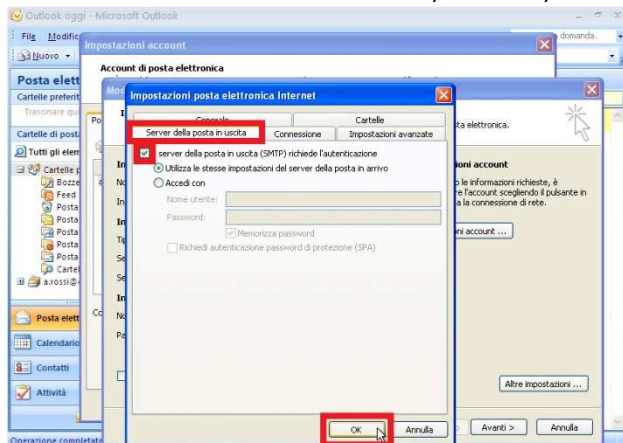 Outlook oggi - Microsoft Outlook
File Modific
domanda.
Nuovo
Impostazioni account
Account di posta elettronica
Posta elett
Cartelle preferit
Trascinare qui
Cartelle di posta
Tutti gli elem
Cartelle p
Bozze
Feed
Posta
Posta
Posta
Posta
Posta
Cartel
a.rossi@
Posta elett
Calendario
Contatti
Attività
Impostazioni posta elettronica Internet
Generale
Cartelle
Server della posta in uscita
Connessione
Impostazioni avanzate
server della posta in uscita (SMTP) richiede l'autenticazione
Utilizza le stesse impostazioni del server della posta in arrivo
Accedi con
Nome utente:
Password:
Memorizza password
Richiedi autenticazione password di protezione (SPA)
OK
Annulla
sta elettronica.
ioni account
o le informazioni richieste, è
re l'account scegliendo il pulsante in
a la connessione di rete.
oni account ...
Altre impostazioni ...
Avanti >
Annulla
Operazione completata